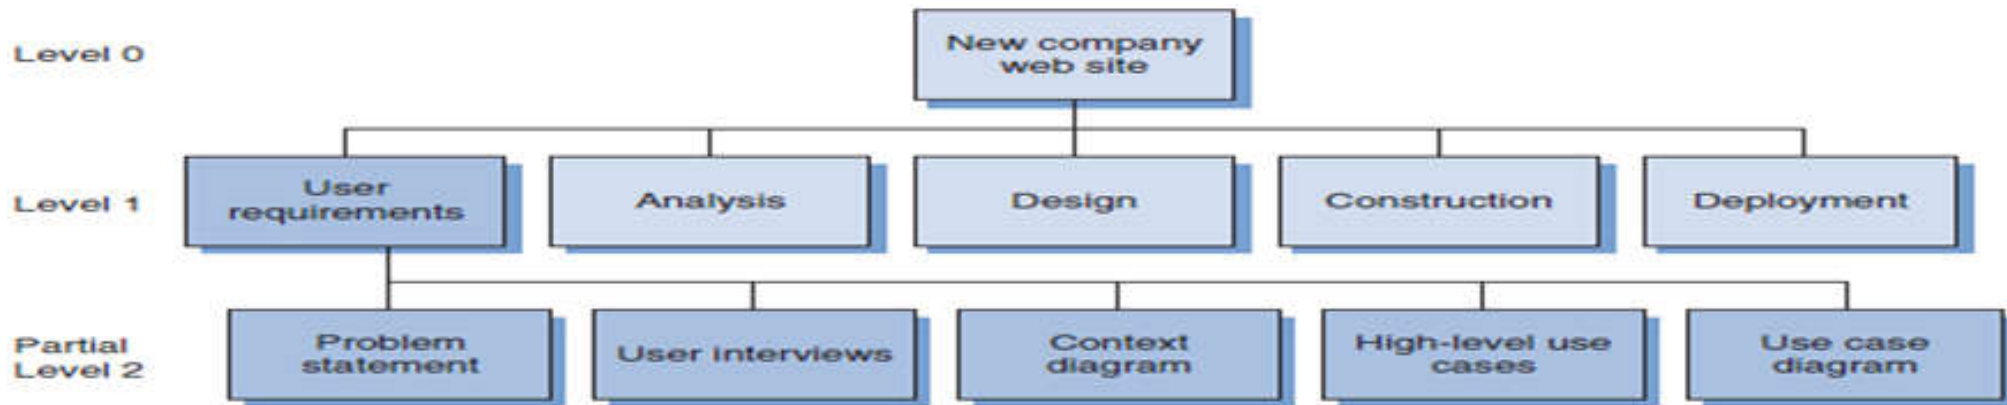 Level 0
New company
web site
Level 1
User
requirements
Analysis
Design
Construction
Deployment
Partial
Level 2
Problem
statement
User interviews
Context
diagram
High-level use
cases
Use case
diagram